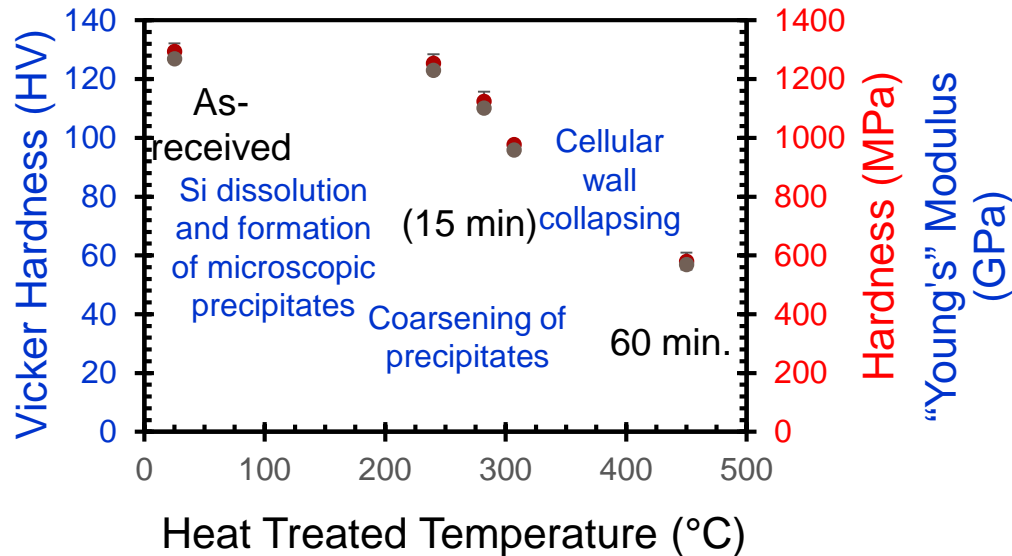 Vicker Hardness (HV)
140
120
100
80
60
40
20
0
As-
received
Si dissolution
and formation
of microscopic
precipitates
(15 min)
Coarsening of
precipitates
Cellular
wall
collapsing
60 min.
1400
1200
1000
800
600
400
200
0
Hardness (MPa)
“Young's” Modulus
(GPa)
0
100
200
300
400
500
Heat Treated Temperature (°C)